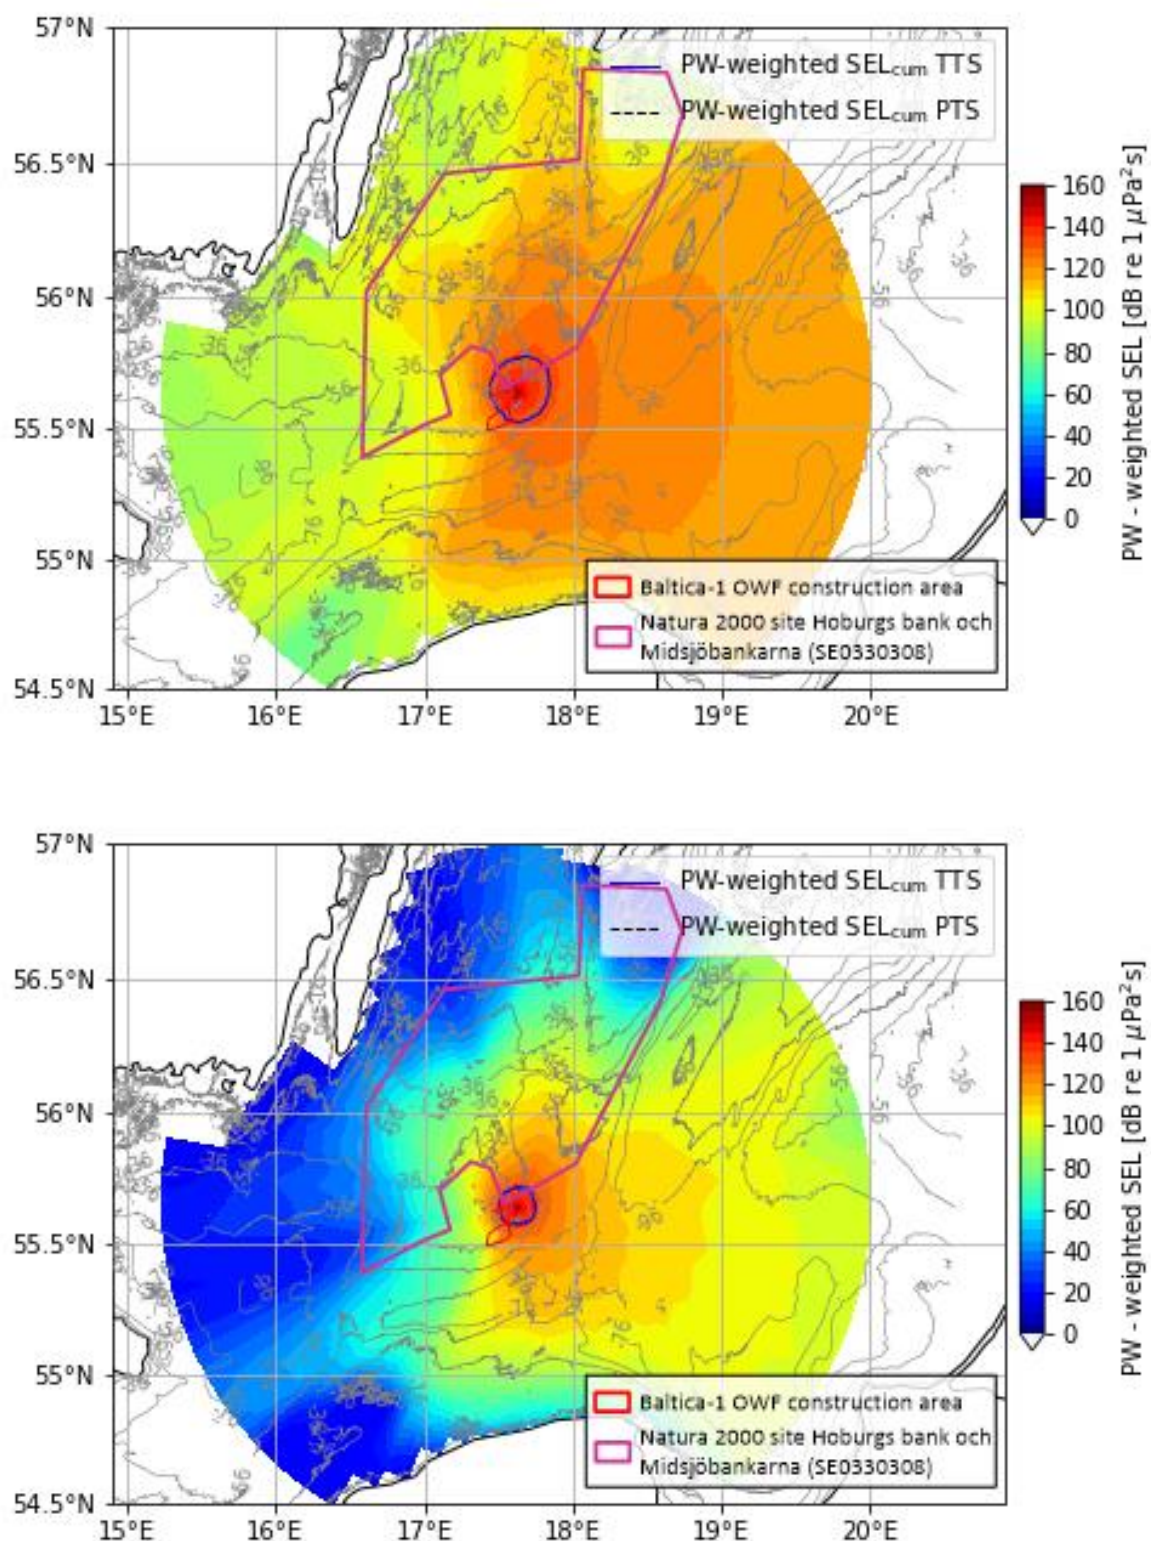 57°N
PW-weighted SELcum TTS
PW-weighted SELcum PTS
56.5°N
56°N
55.5°N
55°N
54.5°N
15°E 16°E 17°E 18°E 19°E 20°E
160
140
120
100
80
60
40
20
0
PW - weighted SEL [dB re 1 μPa²s]
Baltica-1 OWF construction area
Natura 2000 site Hoburgs bank och
Midsjöbankarna (SE0330308)
57°N
PW-weighted SELcum TTS
PW-weighted SELcum PTS
56.5°N
56°N
55.5°N
55°N
54.5°N
15°E 16°E 17°E 18°E 19°E 20°E
160
140
120
100
80
60
40
20
0
PW - weighted SEL [dB re 1 μPa²s]
Baltica-1 OWF construction area
Natura 2000 site Hoburgs bank och
Midsjöbankarna (SE0330308)